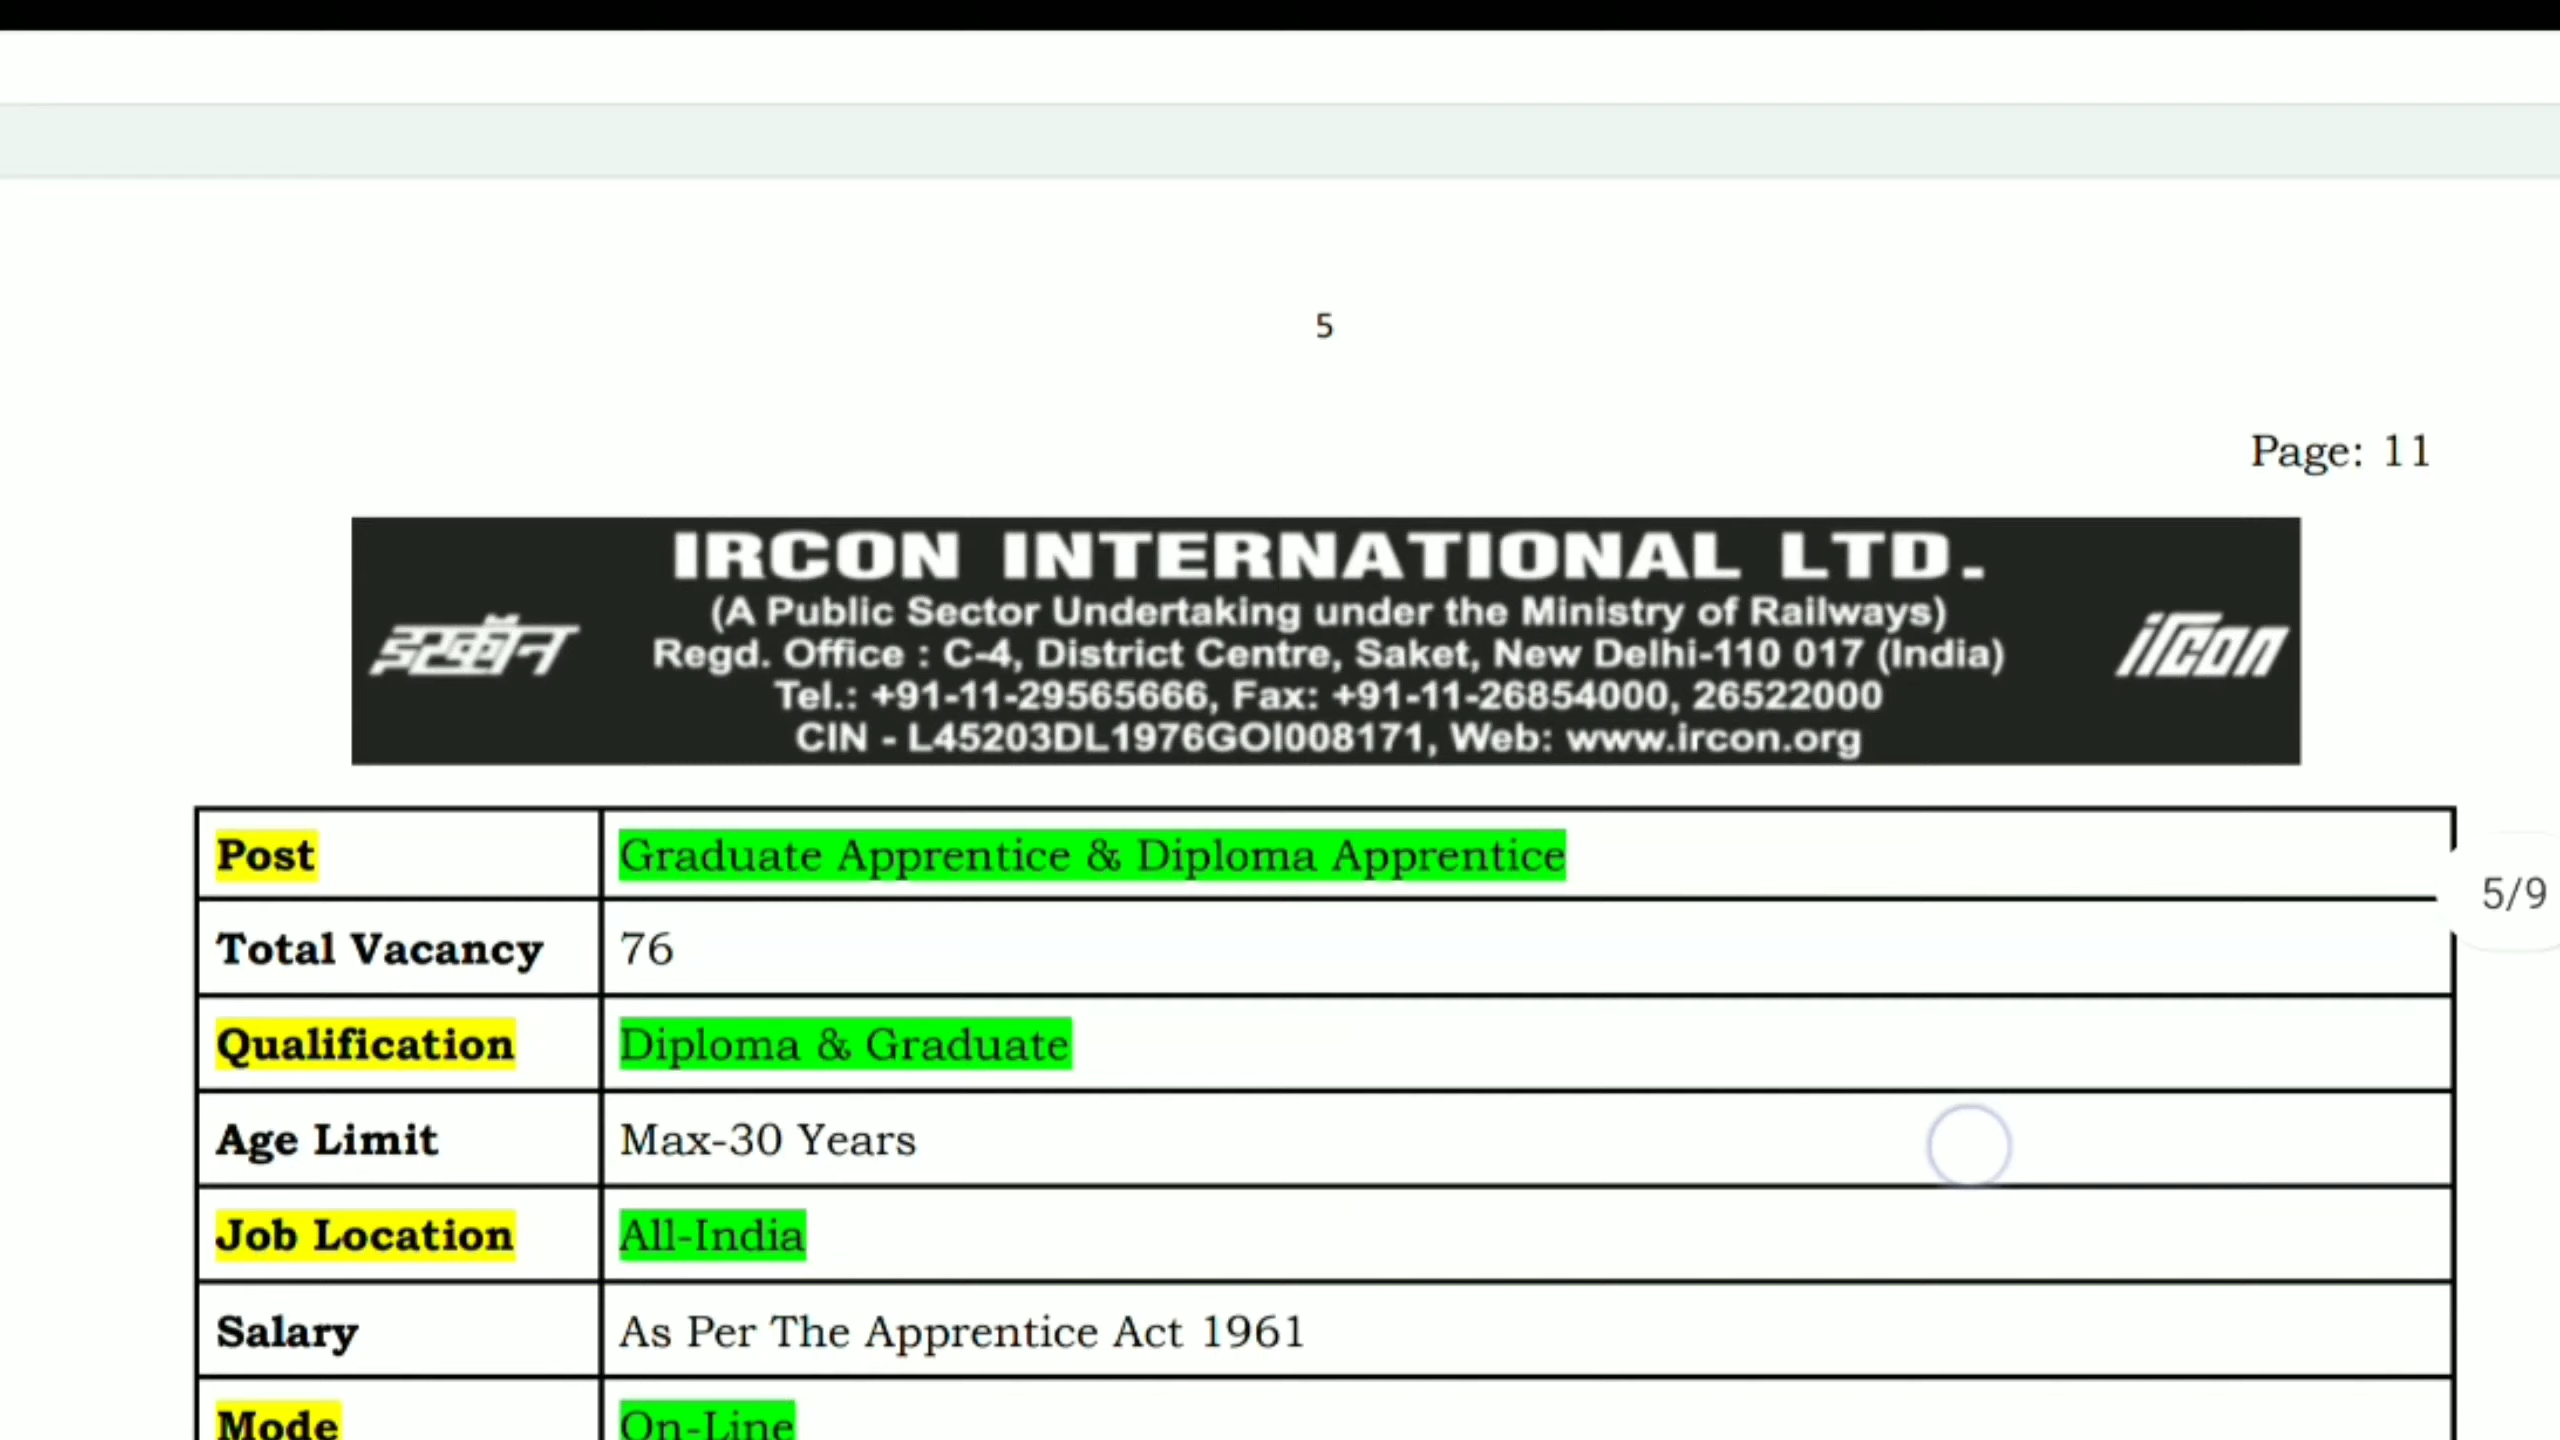 5
Page: 11
IRCON INTERNATIONAL LTD.
(A Public Sector Undertaking under the Ministry of Railways)
इरकॉन
Regd. Office : C-4, District Centre, Saket, New Delhi-110 017 (India)
ircon
Tel.: +91-11-29565666, Fax: +91-11-26854000, 26522000
CIN - L45203DL1976GOI008171, Web: www.ircon.org
Post Graduate Apprentice & Diploma Apprentice
5/9
Total Vacancy 76
Qualification Diploma & Graduate
Age Limit Max-30 Years
Job Location All-India
Salary As Per The Apprentice Act 1961
Mode On-Line